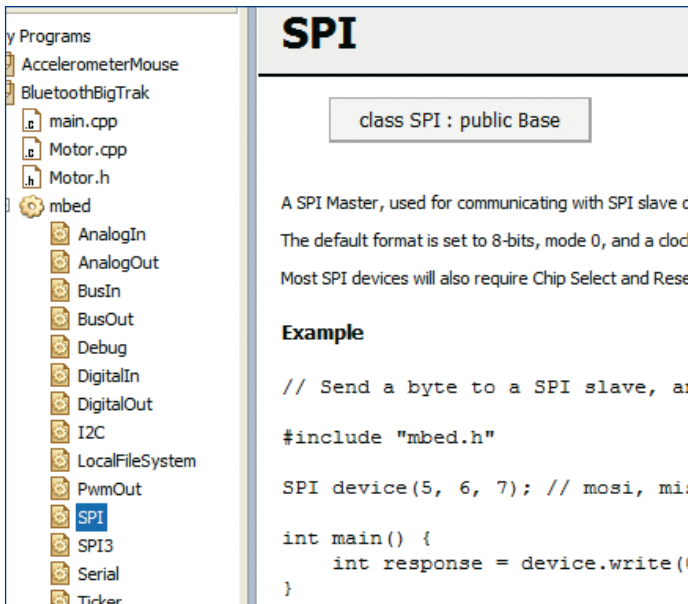 y Programs
AccelerometerMouse
BluetoothBigTrak
.c main.cpp
.c Motor.cpp
.h Motor.h
mbed
AnalogIn
AnalogOut
BusIn
BusOut
Debug
DigitalIn
DigitalOut
I2C
LocalFileSystem
PwmOut
SPI
SPI3
Serial
Ticker
SPI
class SPI : public Base
A SPI Master, used for communicating with SPI slave
The default format is set to 8-bits, mode 0, and a
Most SPI devices will also require Chip Select and
Example
// Send a byte to a SPI slave,
#include "mbed.h"
SPI device(5, 6, 7); // mosi,
int main() {
int response = device.write(
}